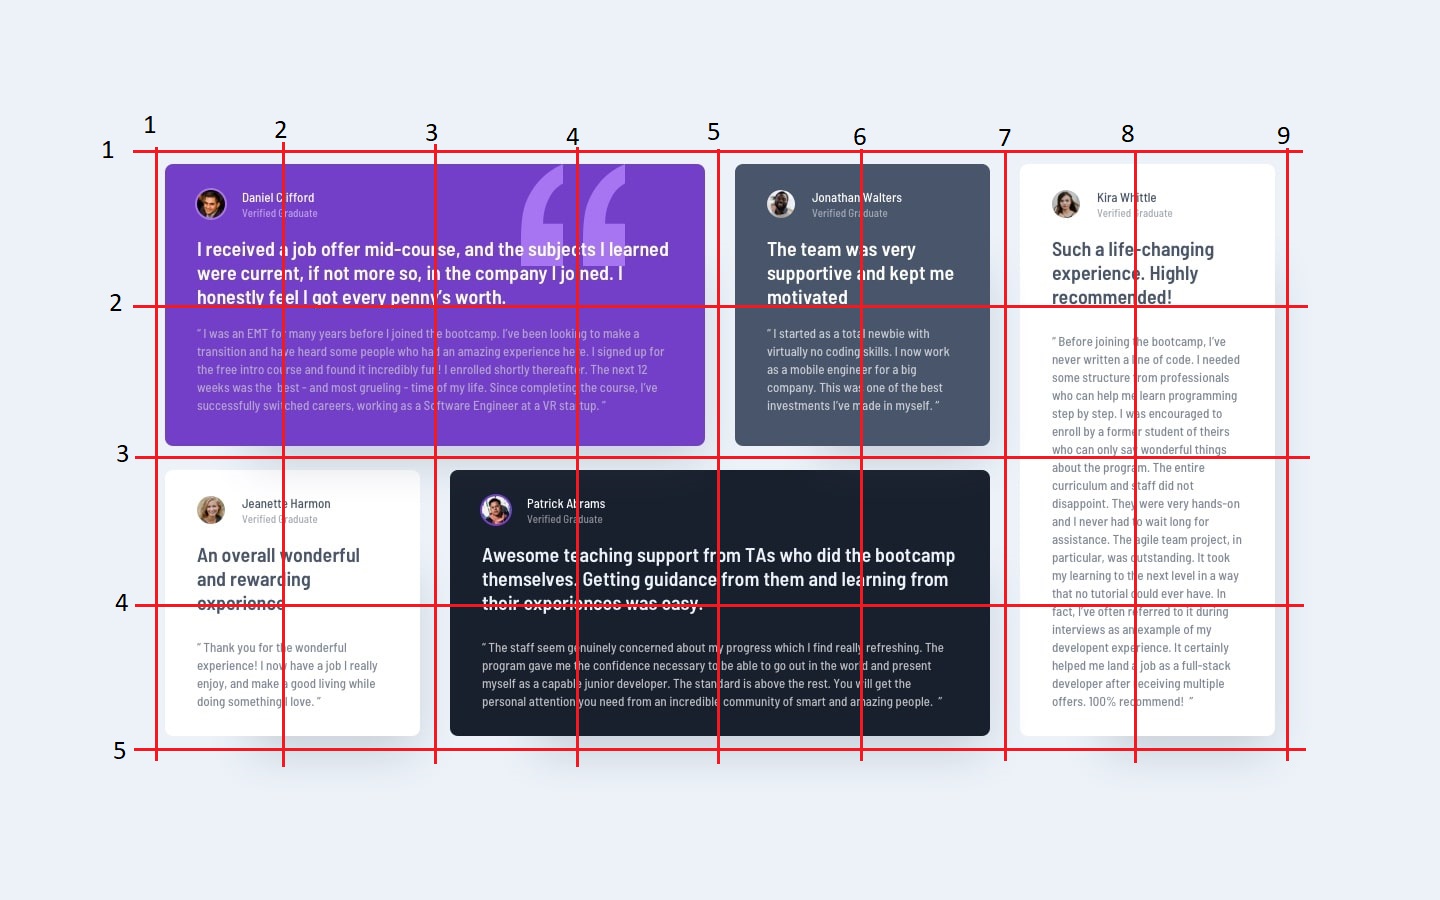 1 2 3 4 5 6 7 8 9
1
Daniel Clifford
Verified Graduate
I received a job offer mid-course, and the subjects I learned
were current, if not more so, in the company I joined. I
honestly feel I got every penny’s worth.
“ I was an EMT for many years before I joined the bootcamp. I’ve been looking to make a
transition and have heard some people who had an amazing experience here. I signed up for
the free intro course and found it incredibly fun! I enrolled shortly thereafter. The next 12
weeks was the best - and most grueling - time of my life. Since completing the course, I’ve
successfully switched careers, working as a Software Engineer at a VR startup. ”
Jonathan Walters
Verified Graduate
The team was very
supportive and kept me
motivated
“ I started as a total newbie with
virtually no coding skills. I now work
as a mobile engineer for a big
company. This was one of the best
investments I’ve made in myself. ”
Kira Whittle
Verified Graduate
Such a life-changing
experience. Highly
recommended!
“ Before joining the bootcamp, I’ve
never written a line of code. I needed
some structure from professionals
who can help me learn programming
step by step. I was encouraged to
enroll by a former student of theirs
who can only say wonderful things
about the program. The entire
curriculum and staff did not
disappoint. They were very hands-on
and I never had to wait long for
assistance. The agile team project, in
particular, was outstanding. It took
my learning to the next level in a way
that no tutorial could ever have. In
fact, I’ve often referred to it during
interviews as an example of my
developent experience. It certainly
helped me land a job as a full-stack
developer after receiving multiple
offers. 100% recommend! ”
2
3
Jeanette Harmon
Verified Graduate
An overall wonderful
and rewarding
experience
“ Thank you for the wonderful
experience! I now have a job I really
enjoy, and make a good living while
doing something I love. ”
Patrick Abrams
Verified Graduate
Awesome teaching support from TAs who did the bootcamp
themselves. Getting guidance from them and learning from
their experiences was easy.
“ The staff seem genuinely concerned about my progress which I find really refreshing. The
program gave me the confidence necessary to be able to go out in the world and present
myself as a capable junior developer. The standard is above the rest. You will get the
personal attention you need from an incredible community of smart and amazing people. ”
4
5